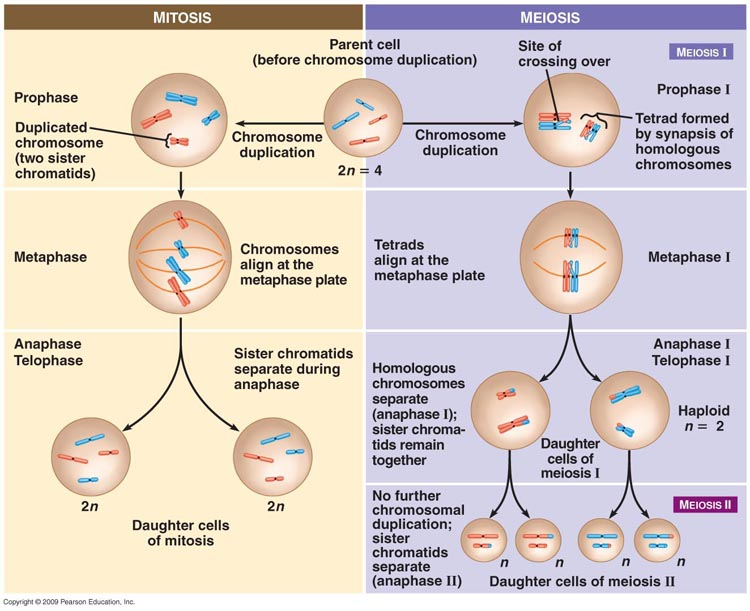 MITOSIS
MEIOSIS
Parent cell
(before chromosome duplication)
Site of
crossing over
MEIOSIS I
Prophase
Duplicated
chromosome
(two sister
chromatids)
Chromosome
duplication
2n = 4
Chromosome
duplication
Prophase I
Tetrad formed
by synapsis of
homologous
chromosomes
Metaphase
Chromosomes
align at the
metaphase plate
Tetrads
align at the
metaphase plate
Metaphase I
Anaphase
Telophase
Sister chromatids
separate during
anaphase
2n
2n
Daughter cells
of mitosis
Homologous
chromosomes
separate
(anaphase I);
sister chroma-
tids remain
together
Anaphase I
Telophase I
Haploid
n = 2
Daughter
cells of
meiosis I
No further
chromosomal
duplication;
sister
chromatids
separate
(anaphase II)
MEIOSIS II
n
n
n
n
Daughter cells of meiosis II
Copyright © 2009 Pearson Education, Inc.